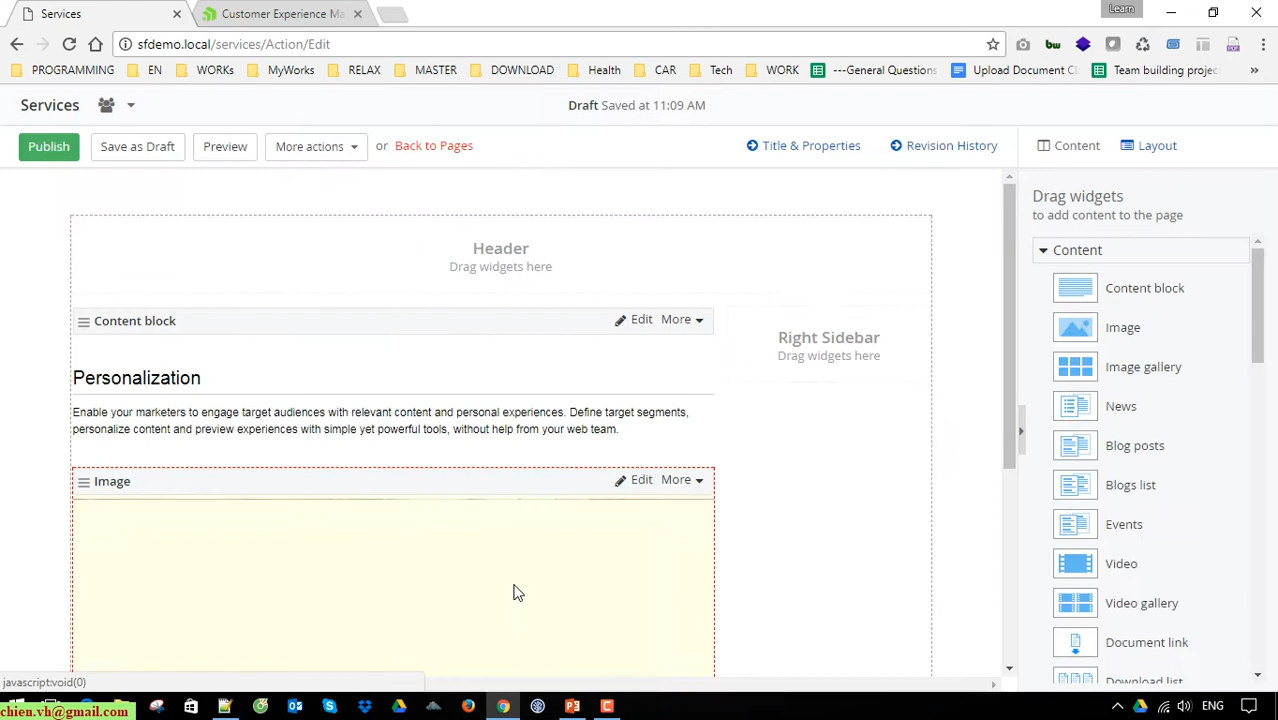 Services
Customer Experience Ma
Learn
sfdemo.local/services/Action/Edit
PROGRAMMING
EN
WORKs
MyWorks
RELAX
MASTER
DOWNLOAD
Health
CAR
Tech
WORK
---General Questions
Upload Document Cl
Team building projec
Services
Draft Saved at 11:09 AM
Publish
Save as Draft
Preview
More actions
or
Back to Pages
Title & Properties
Revision History
Content
Layout
Drag widgets
to add content to the page
Content
Content block
Image
Image gallery
News
Blog posts
Blogs list
Events
Video
Video gallery
Document link
Download list
Header
Drag widgets here
Content block
Edit
More
Right Sidebar
Drag widgets here
Personalization
Enable your marketers to engage target audiences with relevant content and personal experiences. Define target segments,
personalize content and preview experiences with simple yet powerful tools, without help from your web team.
Image
Edit
More
javascript:void(0)
chien.vh@gmail.com
ENG